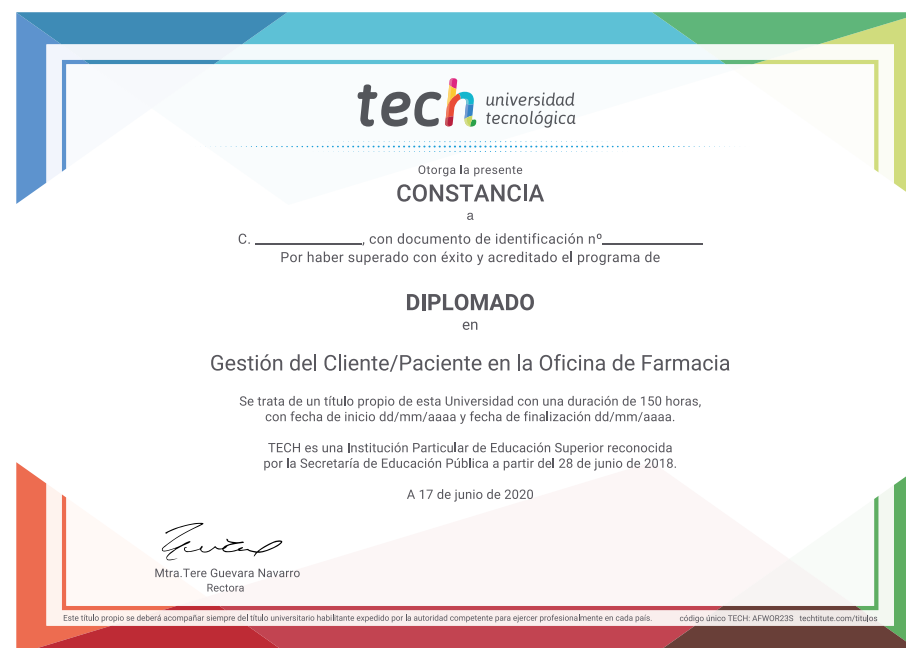 tech universidad tecnológica
Otorga la presente
CONSTANCIA
a
C. ____________, con documento de identificación nº____________
Por haber superado con éxito y acreditado el programa de
DIPLOMADO
en
Gestión del Cliente/Paciente en la Oficina de Farmacia
Se trata de un título propio de esta Universidad con una duración de 150 horas,
con fecha de inicio dd/mm/aaaa y fecha de finalización dd/mm/aaaa.
TECH es una Institución Particular de Educación Superior reconocida
por la Secretaría de Educación Pública a partir del 28 de junio de 2018.
A 17 de junio de 2020
Mtra.Tere Guevara Navarro
Rectora
Este título propio se deberá acompañar siempre del título universitario habilitante expedido por la autoridad competente para ejercer profesionalmente en cada país. código único TECH: AFWOR23S techtitute.com/titulos